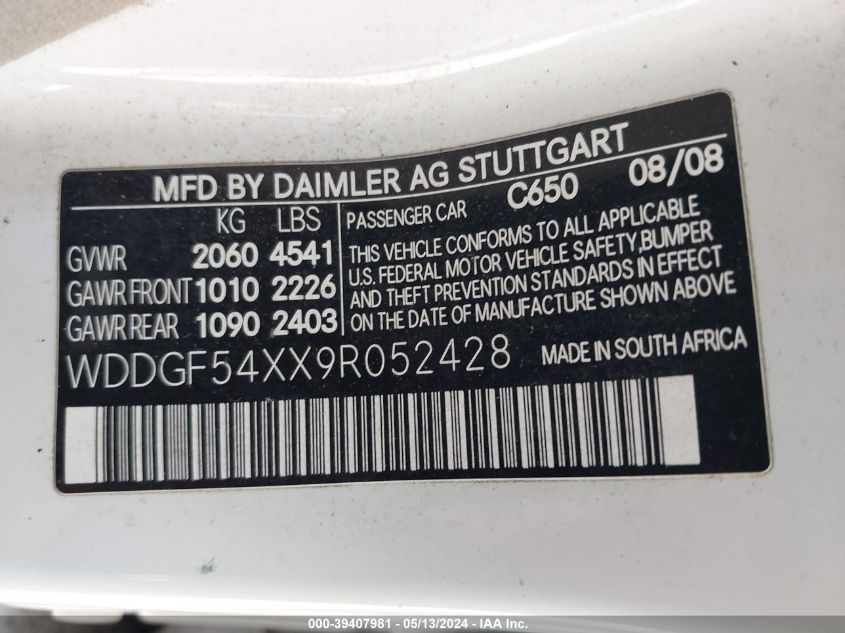 MFD BY DAIMLER AG STUTTGART
KG LBS
GVWR 2060 4541
GAWR FRONT 1010 2226
GAWR REAR 1090 2403
PASSENGER CAR C650 08/08
THIS VEHICLE CONFORMS TO ALL APPLICABLE
U.S. FEDERAL MOTOR VEHICLE SAFETY, BUMPER
AND THEFT PREVENTION STANDARDS IN EFFECT
ON THE DATE OF MANUFACTURE SHOWN ABOVE
WDDGF54XX9R052428 MADE IN SOUTH AFRICA
000-39407981 / 05/13/2024 - IAA Inc.